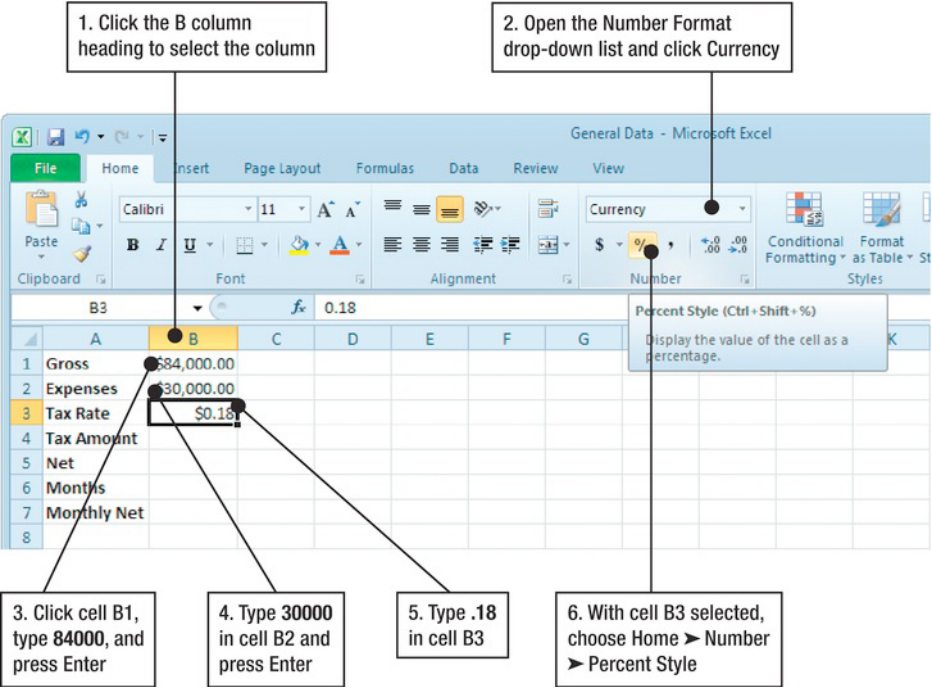 1. Click the B column
heading to select the column
2. Open the Number Format
drop-down list and click Currency
General Data - Microsoft Excel
File Home Insert Page Layout Formulas Data Review View
Calibri 11 A A Currency
Paste B I U A $ % , .0 .00 .00 .0 Conditional Format
Formatting as Table St
Clipboard Font Alignment Number Styles
B3 fx 0.18
Percent Style (Ctrl+Shift+%)
Display the value of the cell as a
percentage.
A B C D E F G K
1 Gross $84,000.00
2 Expenses $30,000.00
3 Tax Rate $0.18
4 Tax Amount
5 Net
6 Months
7 Monthly Net
8
3. Click cell B1,
type 84000, and
press Enter
4. Type 30000
in cell B2 and
press Enter
5. Type .18
in cell B3
6. With cell B3 selected,
choose Home ➤ Number
➤ Percent Style